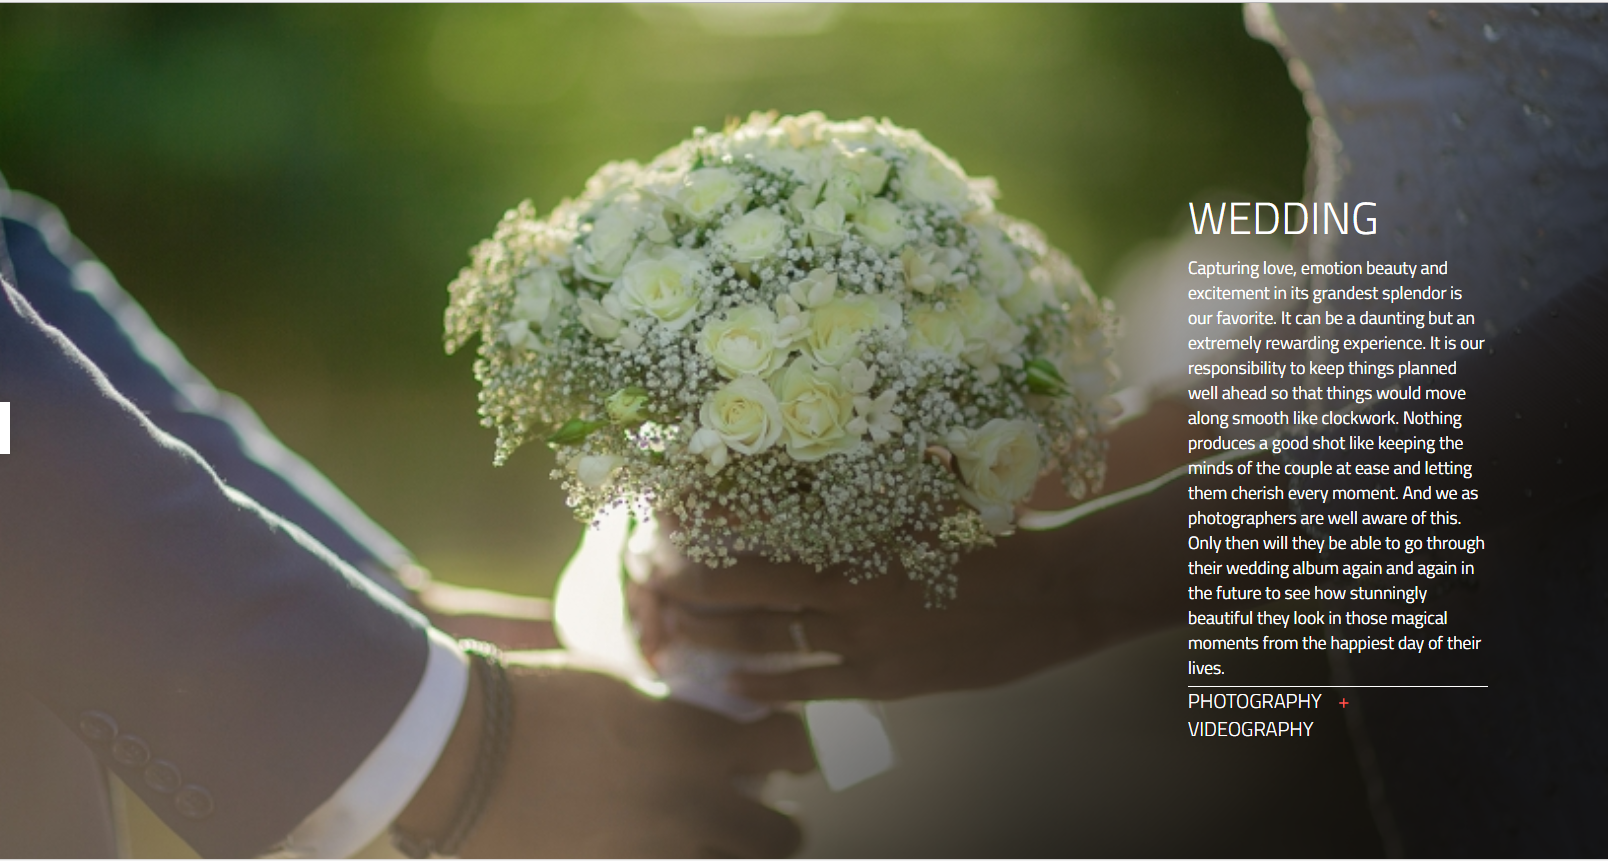 WEDDING
Capturing love, emotion beauty and
excitement in its grandest splendor is
our favorite. It can be a daunting but an
extremely rewarding experience. It is our
responsibility to keep things planned
well ahead so that things would move
along smooth like clockwork. Nothing
produces a good shot like keeping the
minds of the couple at ease and letting
them cherish every moment. And we as
photographers are well aware of this.
Only then will they be able to go through
their wedding album again and again in
the future to see how stunningly
beautiful they look in those magical
moments from the happiest day of their
lives.
PHOTOGRAPHY +
VIDEOGRAPHY